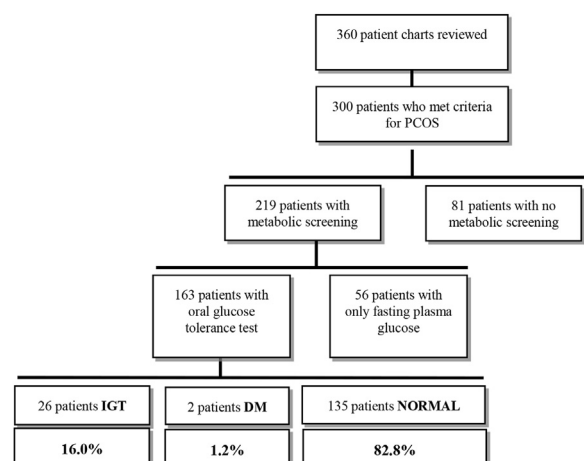 360 patient charts reviewed
300 patients who met criteria
for PCOS
219 patients with
metabolic screening
81 patients with no
metabolic screening
163 patients with
oral glucose
tolerance test
56 patients with
only fasting plasma
glucose
26 patients IGT
2 patients DM
135 patients NORMAL
16.0%
1.2%
82.8%